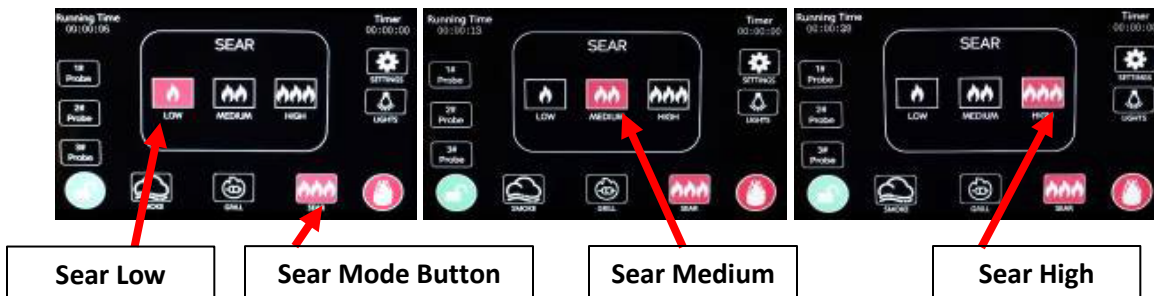 Running Time
00:00:06
Timer
00:00:00
SEAR
1#
Probe
2#
Probe
3#
Probe
LOW
MEDIUM
HIGH
SETTINGS
LIGHTS
SMOKE
GRILL
SEAR
Running Time
00:00:13
Timer
00:00:00
SEAR
1#
Probe
2#
Probe
3#
Probe
LOW
MEDIUM
HIGH
SETTINGS
LIGHTS
SMOKE
GRILL
SEAR
Running Time
00:00:39
Timer
00:00:00
SEAR
1#
Probe
2#
Probe
3#
Probe
LOW
MEDIUM
HIGH
SETTINGS
LIGHTS
SMOKE
GRILL
SEAR
Sear Low
Sear Mode Button
Sear Medium
Sear High